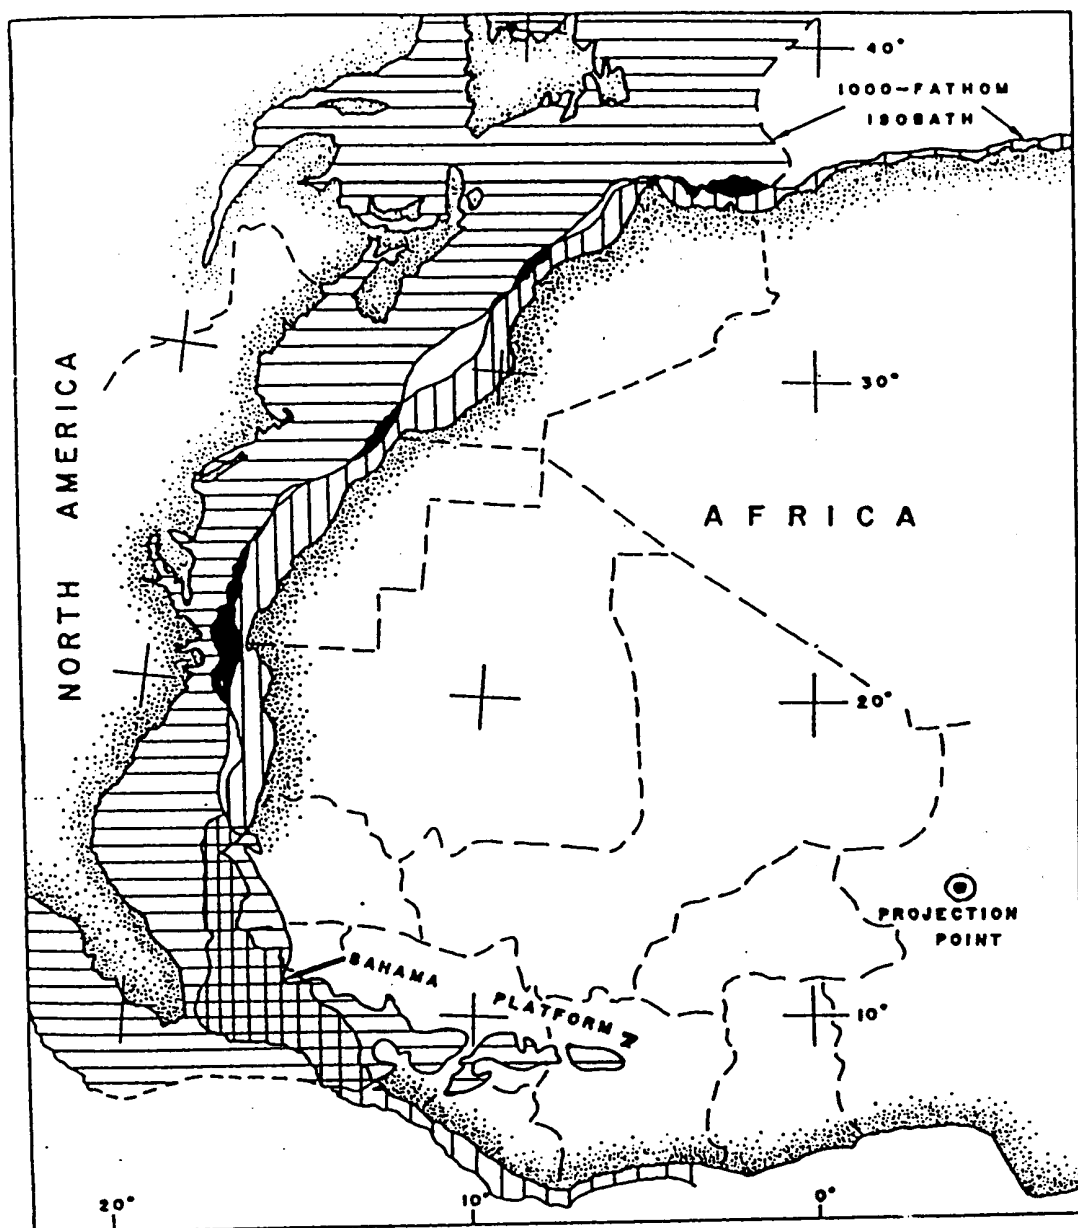 40°
1000-FATHOM
ISOBATH
NORTH AMERICA
30°
AFRICA
20°
PROJECTION
POINT
BAHAMA
PLATFORM ?
10°
20°
10°
0°